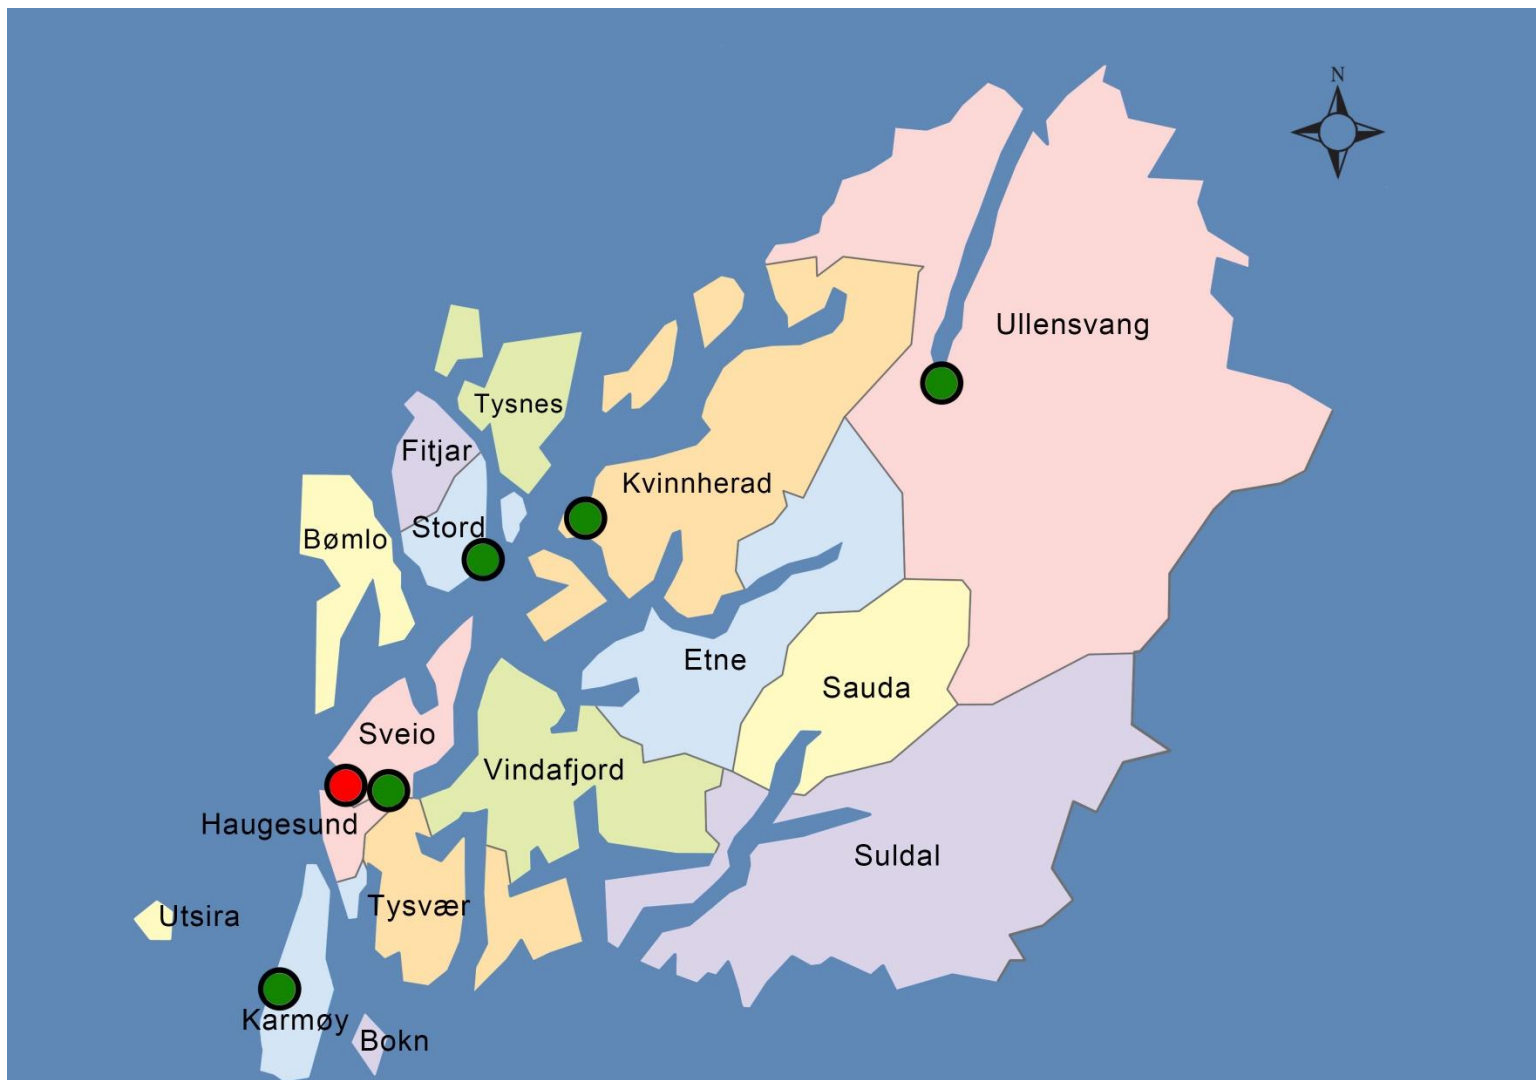 N
Ullensvang
Tysnes
Fitjar
Kvinnherad
Stord
Bømlo
Etne
Sauda
Sveio
Vindafjord
Haugesund
Suldal
Tysvær
Utsira
Karmøy
Bokn